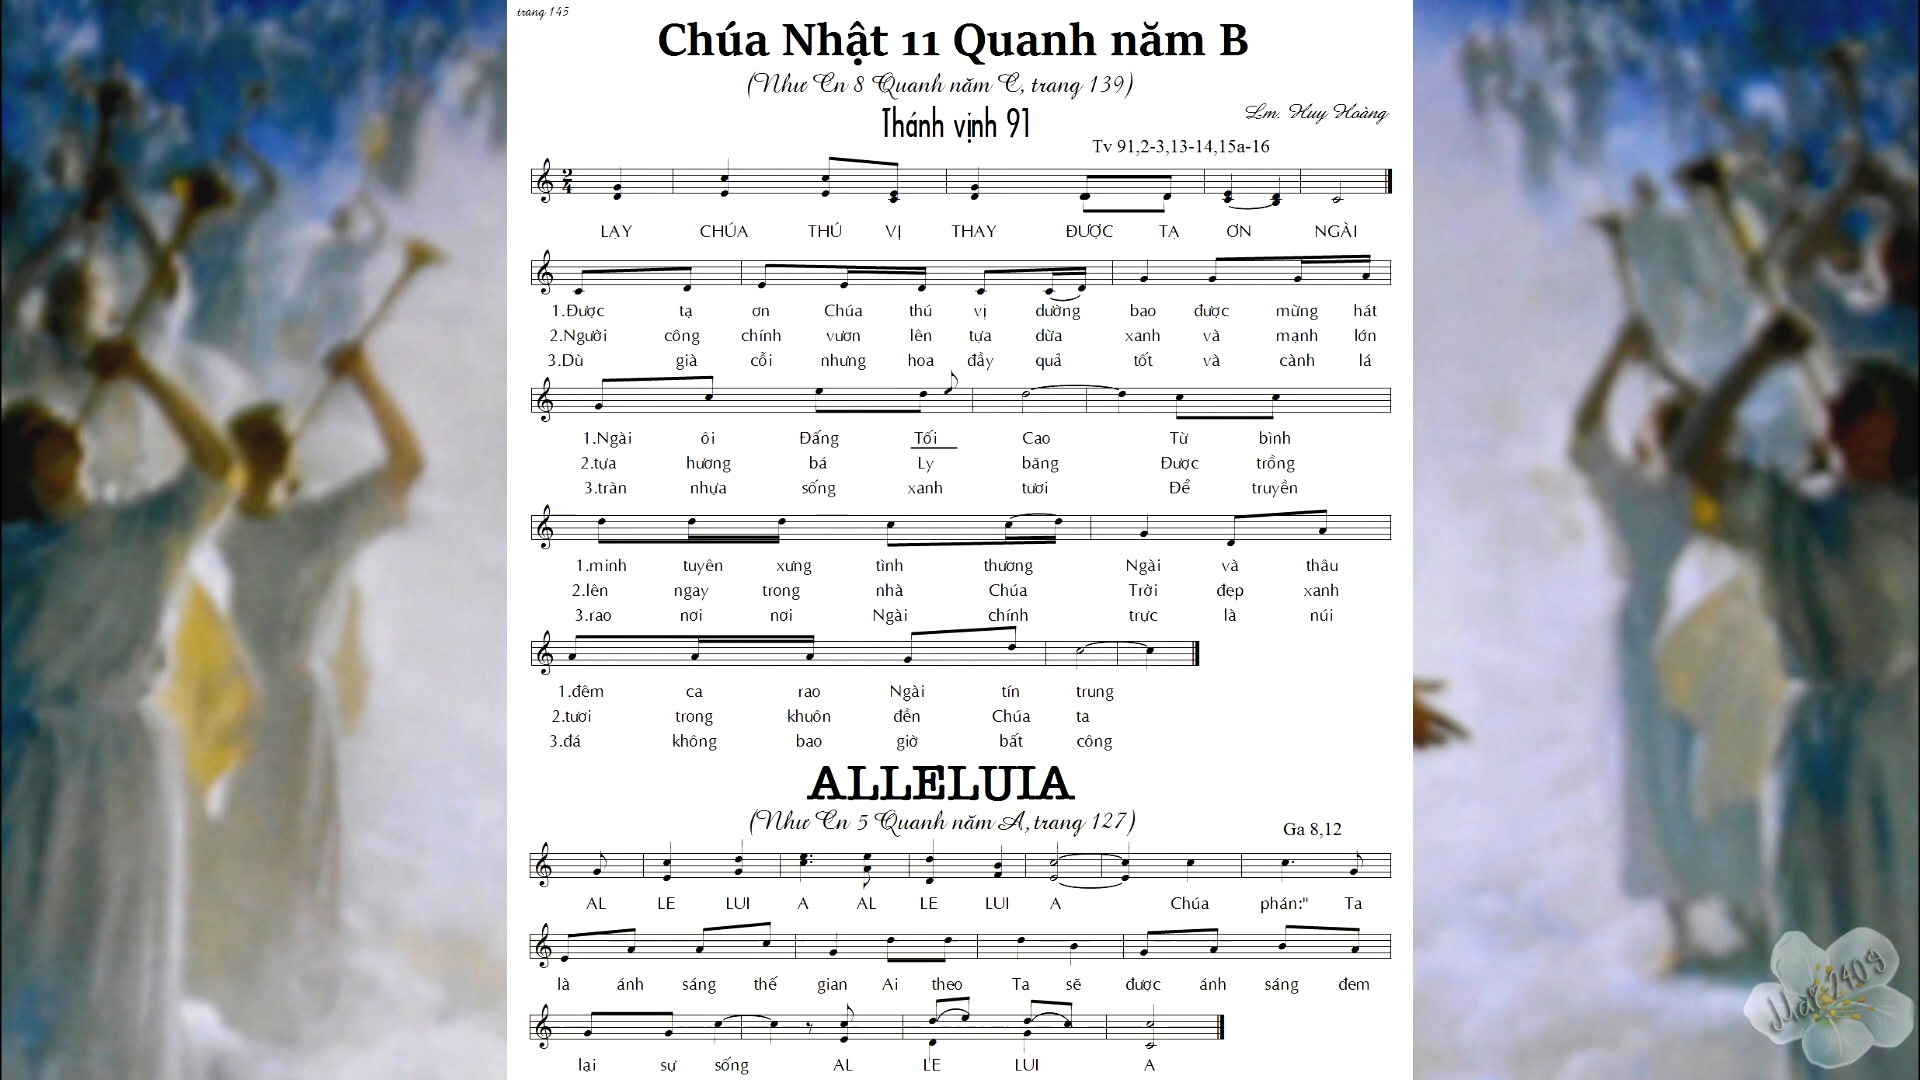 trang 145
Chúa Nhật 11 Quanh năm B
(Như Cn 8 Quanh năm C, trang 139)
Lm. Huy Hoàng
Thánh vịnh 91
Tv 91,2-3,13-14,15a-16
2
4
LẠY CHÚA THÚ VỊ THAY ĐƯỢC TẠ ƠN NGÀI
1.Được tạ ơn Chúa thú vị dường bao được mừng hát
2.Người công chính vươn lên tựa dừa xanh và mạnh lớn
3.Dù già cỗi nhưng hoa đầy quả tốt và cành lá
1.Ngài ôi Đấng Tối Cao Từ bình
2.tựa hương bá Ly băng Được trồng
3.tràn nhựa sống xanh tươi Để truyền
1.minh tuyên xưng tình thương Ngài và thâu
2.lên ngay trong nhà Chúa Trời đẹp xanh
3.rao nơi nơi Ngài chính trực là núi
1.đêm ca rao Ngài tín trung
2.tươi trong khuôn đền Chúa ta
3.đá không bao giờ bất công
ALLELUIA
(Như Cn 5 Quanh năm A,trang 127)
Ga 8,12
AL LE LUI A AL LE LUI A Chúa phán:" Ta
là ánh sáng thế gian Ai theo Ta sẽ được ánh sáng đem
lại sự sống AL LE LUI A